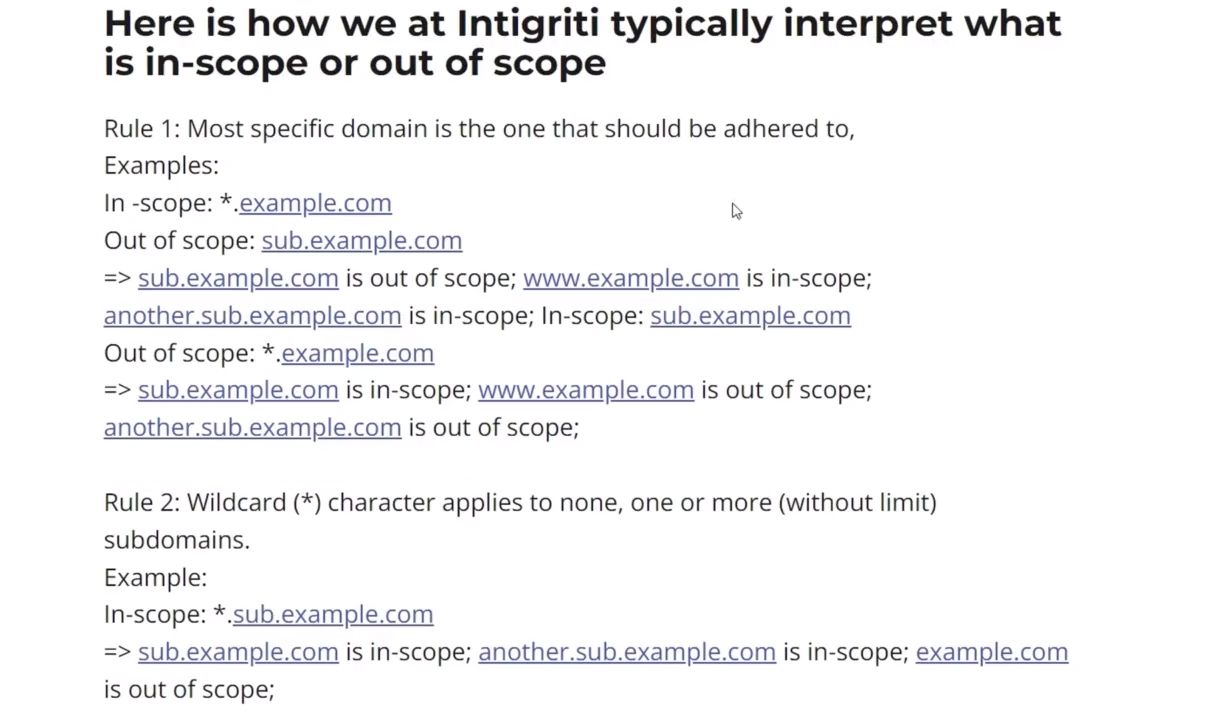 Here is how we at Intigriti typically interpret what
is in-scope or out of scope
Rule 1: Most specific domain is the one that should be adhered to,
Examples:
In -scope: *.example.com
Out of scope: sub.example.com
=> sub.example.com is out of scope; www.example.com is in-scope;
another.sub.example.com is in-scope; In-scope: sub.example.com
Out of scope: *.example.com
=> sub.example.com is in-scope; www.example.com is out of scope;
another.sub.example.com is out of scope;
Rule 2: Wildcard (*) character applies to none, one or more (without limit)
subdomains.
Example:
In-scope: *.sub.example.com
=> sub.example.com is in-scope; another.sub.example.com is in-scope; example.com
is out of scope;